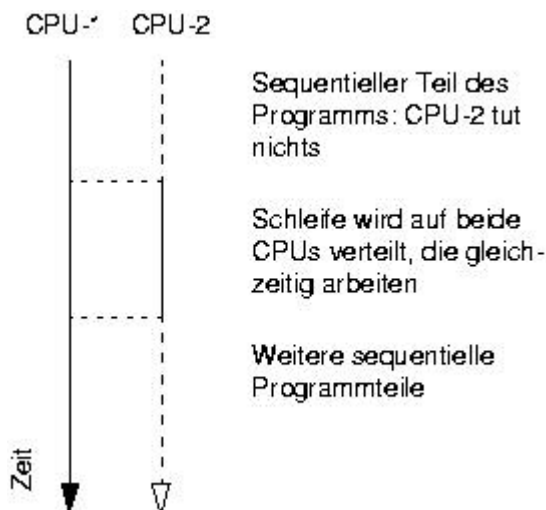 CPU-1 CPU-2
Sequentieller Teil des
Programms: CPU-2 tut
nichts
Schleife wird auf beide
CPUs verteilt, die gleich-
zeitig arbeiten
Weitere sequentielle
Programmteile
Zeit